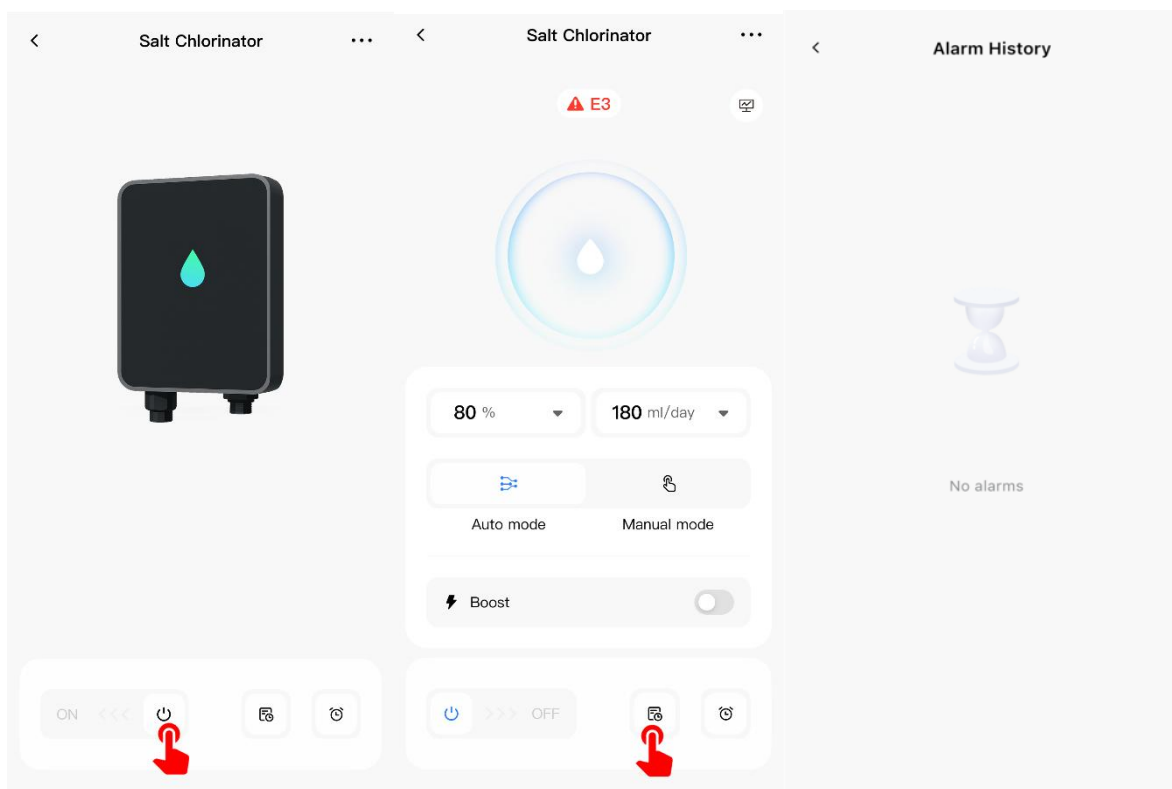 Salt Chlorinator
ON <<<
Salt Chlorinator
E3
80 %
180 ml/day
Auto mode
Manual mode
Boost
>>> OFF
Alarm History
No alarms